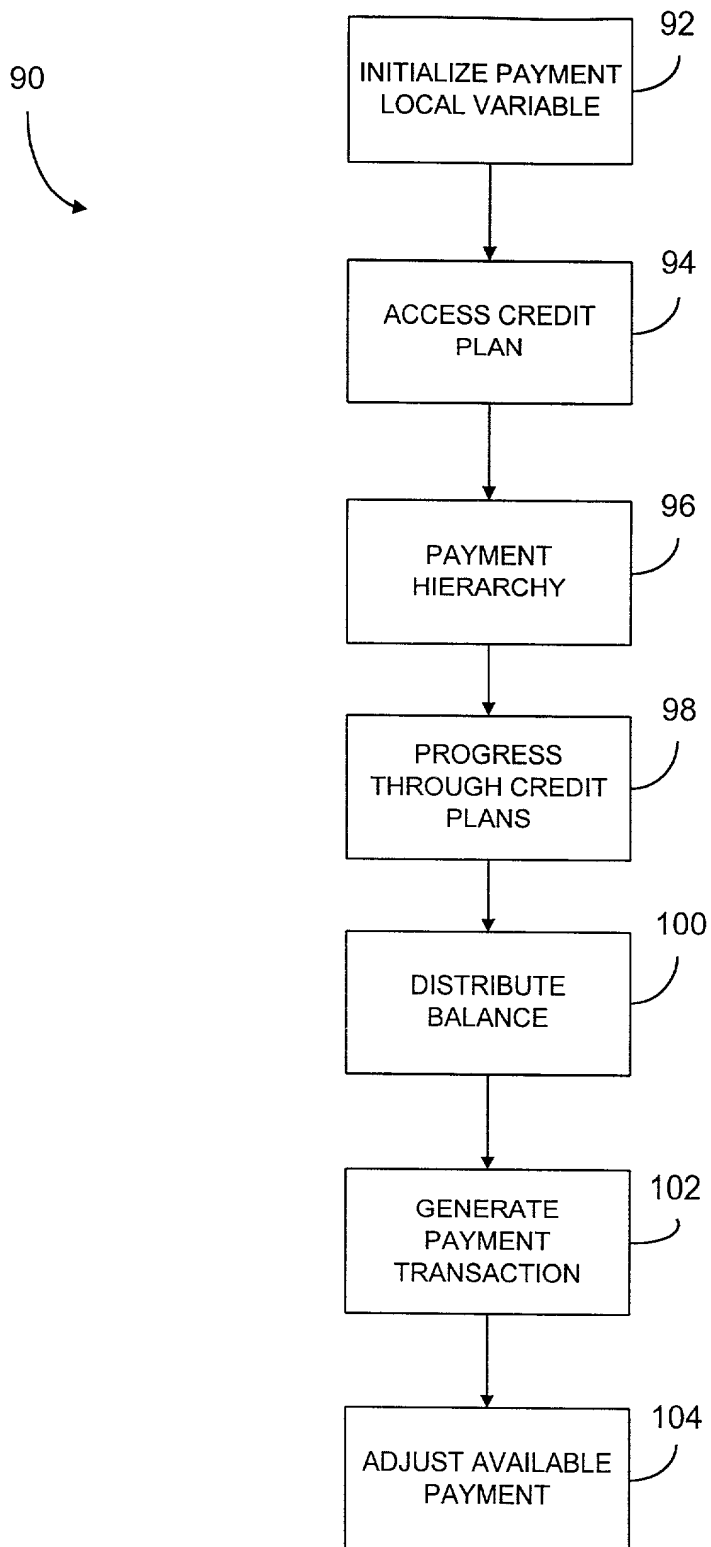 92
90
INITIALIZE PAYMENT
LOCAL VARIABLE
94
ACCESS CREDIT
PLAN
96
PAYMENT
HIERARCHY
98
PROGRESS
THROUGH CREDIT
PLANS
100
DISTRIBUTE
BALANCE
102
GENERATE
PAYMENT
TRANSACTION
104
ADJUST AVAILABLE
PAYMENT